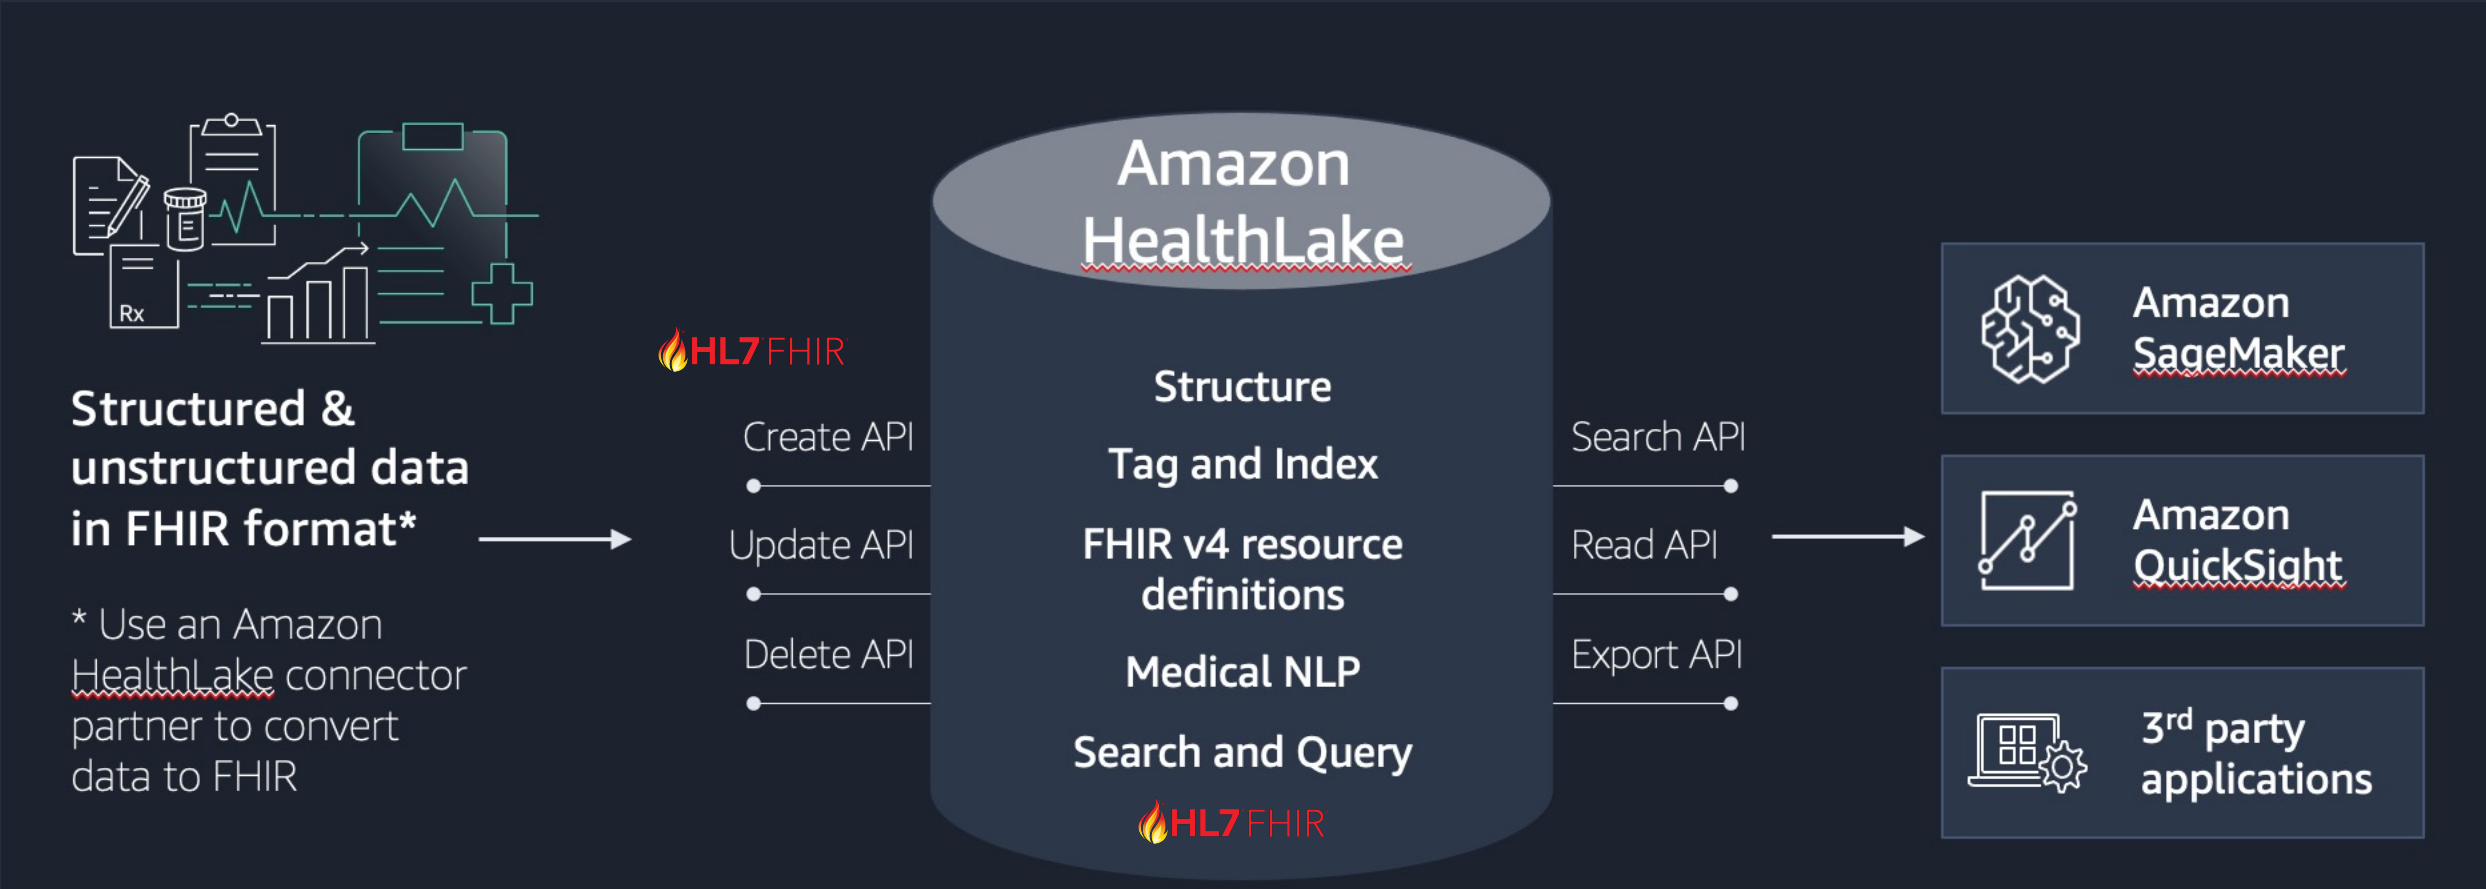 Rx
Structured &
unstructured data
in FHIR format*
* Use an Amazon
HealthLake connector
partner to convert
data to FHIR
HL7 FHIR
Create API
Update API
Delete API
Amazon
HealthLake
Structure
Tag and Index
FHIR v4 resource
definitions
Medical NLP
Search and Query
HL7 FHIR
Search API
Read API
Export API
Amazon
SageMaker
Amazon
QuickSight
3rd party
applications